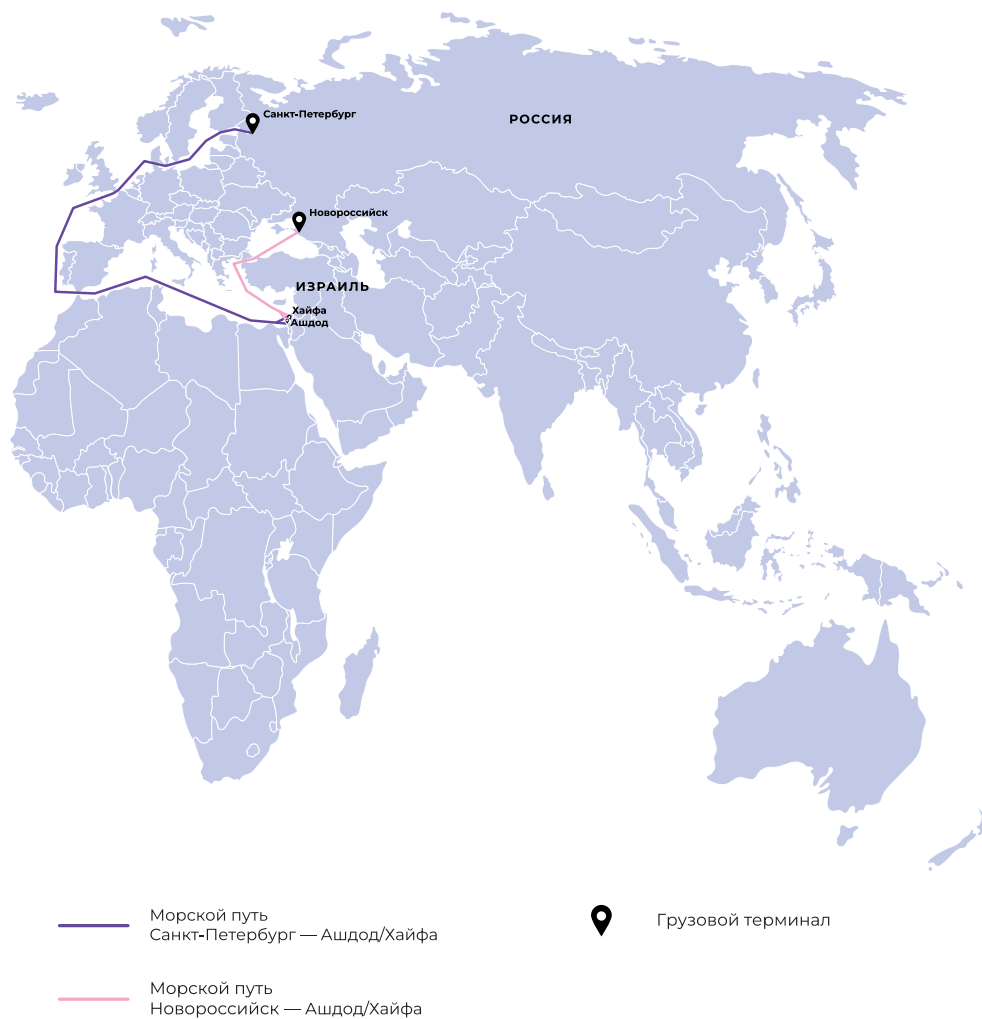 Санкт-Петербург
РОССИЯ
Новороссийск
ИЗРАИЛЬ
Хайфа
Ашдод
Морской путь
Санкт-Петербург — Ашдод/Хайфа
Грузовой терминал
Морской путь
Новороссийск — Ашдод/Хайфа